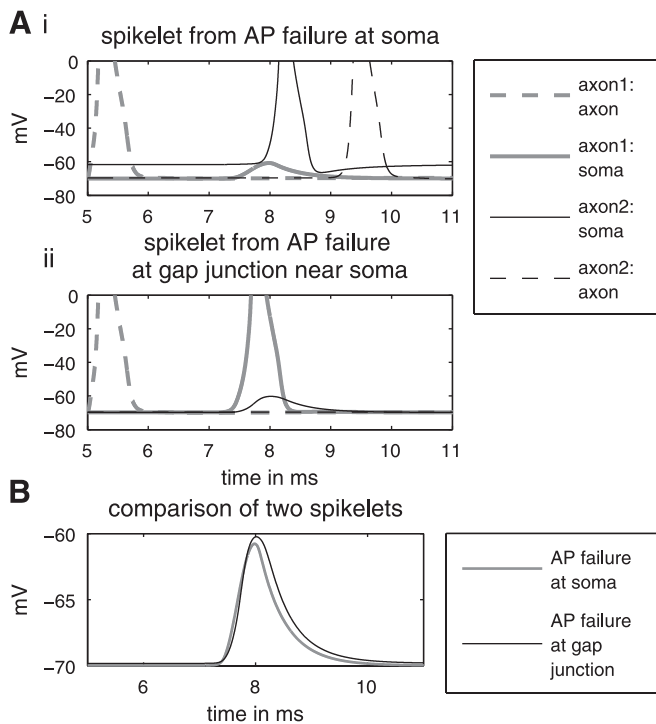 A i
spikelet from AP failure at soma
0
−20
−40
−60
−80
mV
5 6 7 8 9 10 11
axon1:
axon
axon1:
soma
axon2:
soma
axon2:
axon
ii
spikelet from AP failure
at gap junction near soma
0
−20
−40
−60
−80
mV
5 6 7 8 9 10 11
time in ms
B
comparison of two spikelets
−60
−65
−70
mV
6 8 10
time in ms
AP failure
at soma
AP failure
at gap
junction